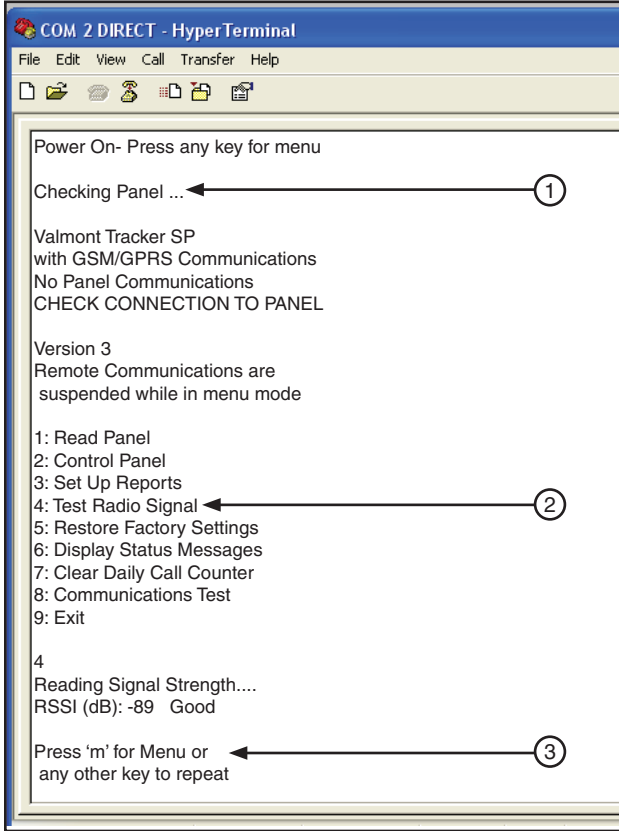 COM 2 DIRECT - HyperTerminal
File Edit View Call Transfer Help
Power On- Press any key for menu
Checking Panel ...
1
Valmont Tracker SP
with GSM/GPRS Communications
No Panel Communications
CHECK CONNECTION TO PANEL
Version 3
Remote Communications are
suspended while in menu mode
1: Read Panel
2: Control Panel
3: Set Up Reports
4: Test Radio Signal
2
5: Restore Factory Settings
6: Display Status Messages
7: Clear Daily Call Counter
8: Communications Test
9: Exit
4
Reading Signal Strength....
RSSI (dB): -89 Good
Press ‘m’ for Menu or
3
any other key to repeat